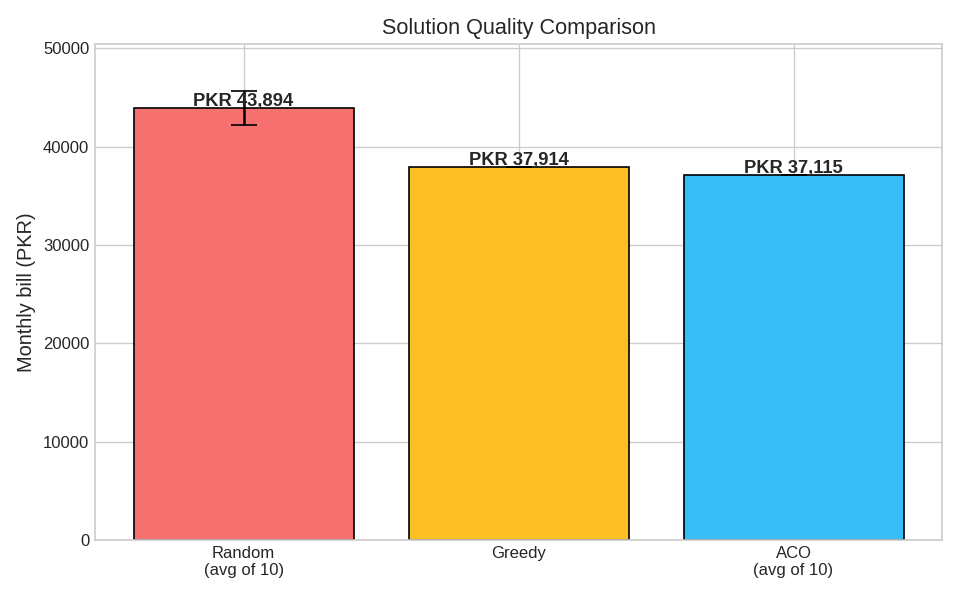 Solution Quality Comparison
Monthly bill (PKR)
50000
40000
30000
20000
10000
0
PKR 43,894
PKR 37,914
PKR 37,115
Random
(avg of 10)
Greedy
ACO
(avg of 10)